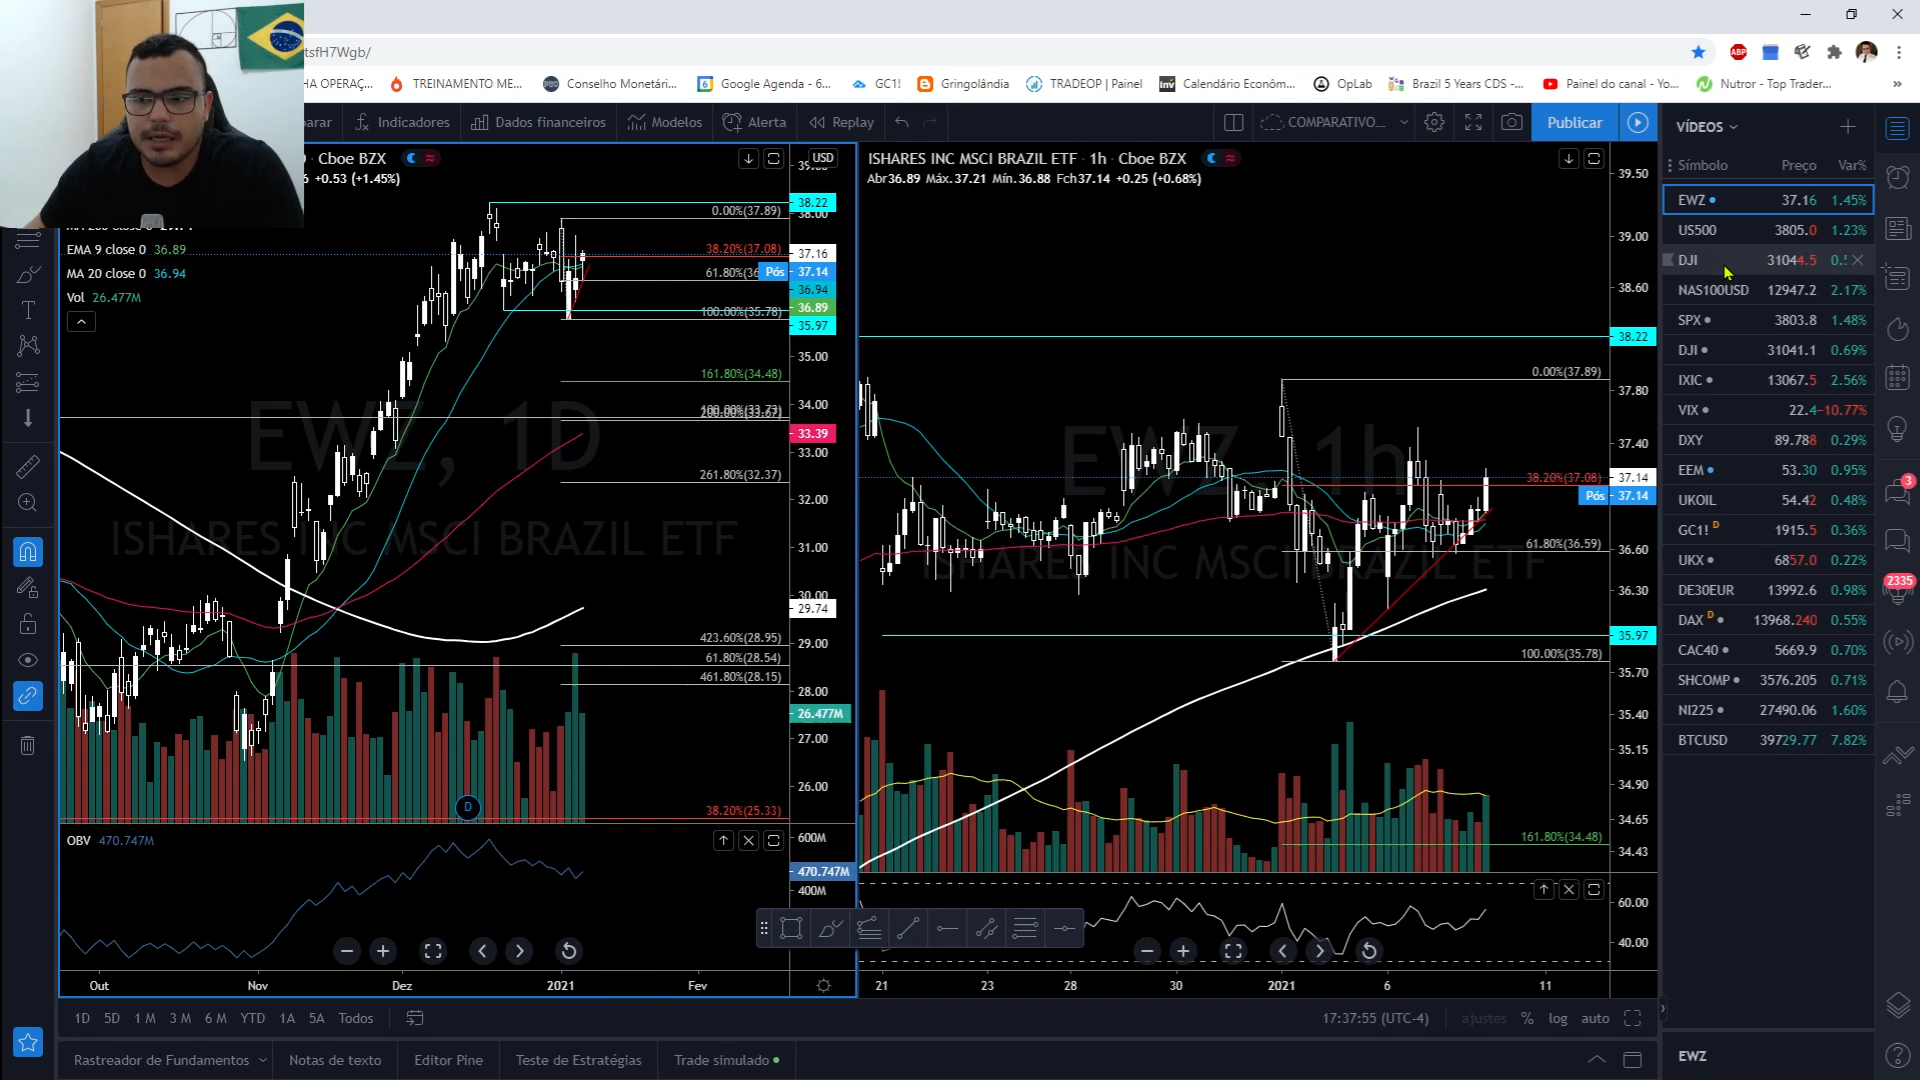 tsfH7Wgb/
HA OPERAÇ...
TREINAMENTO ME...
Conselho Monetári...
Google Agenda - 6...
GC1!
Gringolândia
TRADEOP | Painel
Calendário Econôm...
OpLab
Brazil 5 Years CDS -...
Painel do canal - Yo...
Nutror - Top Trader...
»
arar
Indicadores
Dados financeiros
Modelos
Alerta
Replay
COMPARATIVO...
Publicar
VÍDEOS
· Cboe BZX
+0.53 (+1.45%)
EMA 9 close 0 36.89
MA 20 close 0 36.94
Vol 26.477M
USD
38.22
38.00
37.16
Pós 37.14
36.94
36.89
35.97
35.00
34.00
33.39
33.00
32.00
31.00
30.00
29.74
29.00
28.00
26.477M
27.00
26.00
0.00%(37.89)
38.20%(37.08)
100.00%(35.78)
161.80%(34.48)
261.80%(32.37)
423.60%(28.95)
61.80%(28.54)
461.80%(28.15)
38.20%(25.33)
EWZ, 1D
ISHARES INC MSCI BRAZIL ETF
D
OBV 470.747M
600M
470.747M
400M
Out
Nov
Dez
2021
Fev
ISHARES INC MSCI BRAZIL ETF · 1h · Cboe BZX
Abr36.89 Máx.37.21 Mín.36.88 Fch37.14 +0.25 (+0.68%)
39.50
39.00
38.60
38.22
37.80
37.40
37.14
Pós 37.14
36.60
36.30
35.97
35.70
35.40
35.15
34.90
34.65
34.43
0.00%(37.89)
38.20%(37.08)
61.80%(36.59)
100.00%(35.78)
161.80%(34.48)
EWZ, 1h
ISHARES INC MSCI BRAZIL ETF
60.00
40.00
21
23
28
30
2021
6
11
1D 5D 1 M 3 M 6 M YTD 1A 5A Todos
17:37:55 (UTC-4)
ajustes % log auto
Rastreador de Fundamentos
Notas de texto
Editor Pine
Teste de Estratégias
Trade simulado
Símbolo Preço Var%
EWZ 37.16 1.45%
US500 3805.0 1.23%
DJI 31044.5
NAS100USD 12947.2 2.17%
SPX 3803.8 1.48%
DJI 31041.1 0.69%
IXIC 13067.5 2.56%
VIX 22.4 −10.77%
DXY 89.788 0.29%
EEM 53.30 0.95%
UKOIL 54.42 0.48%
GC1! D 1915.5 0.36%
UKX 6857.0 0.22%
DE30EUR 13992.6 0.98%
DAX D 13968.240 0.55%
CAC40 5669.9 0.70%
SHCOMP 3576.205 0.71%
NI225 27490.06 1.60%
BTCUSD 39729.77 7.82%
EWZ
3
2335
ABP